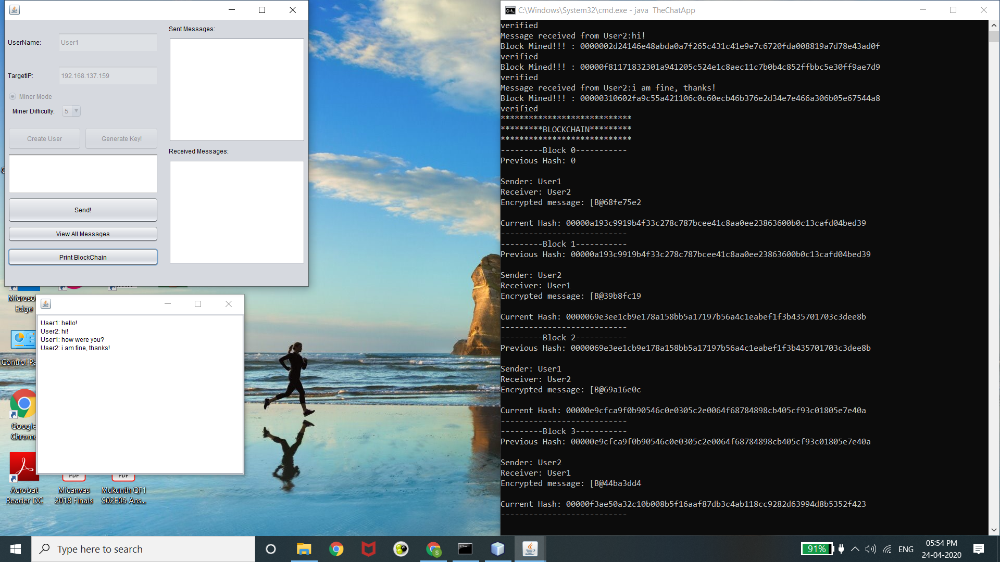 UserName:
User1
TargetIP:
192.168.137.159
Miner Mode
Miner Difficulty:
5
Create User
Generate Key!
Send!
View All Messages
Print BlockChain
Sent Messages:
Received Messages:
User1: hello!
User2: hi!
User1: how were you?
User2: i am fine, thanks!
Edge
Control Pa
Google
Chrome
Acrobat
Reader DC
PDF
Micanvas
2018 Finals
PDF
Mukunth QF1
S02E05 Ans...
C:\Windows\System32\cmd.exe - java  TheChatApp
verified
Message received from User2:hi!
Block Mined!!! : 0000002d24146e48abda0a7f265c431c41e9e7c6720fda008819a7d78e43ad0f
verified
Block Mined!!! : 00000f81171832301a941205c524e1c8aec11c7b0b4c852ffbbc5e30ff9ae7d9
verified
Message received from User2:i am fine, thanks!
Block Mined!!! : 00000310602fa9c55a421106c0c60ecb46b376e2d34e7e466a306b05e67544a8
verified
****************************
*********BLOCKCHAIN*********
****************************
---------Block 0-----------
Previous Hash: 0
Sender: User1
Receiver: User2
Encrypted message: [B@68fe75e2
Current Hash: 00000a193c9919b4f33c278c787bcee41c8aa0ee23863600b0c13cafd04bed39
---------------------------
---------Block 1-----------
Previous Hash: 00000a193c9919b4f33c278c787bcee41c8aa0ee23863600b0c13cafd04bed39
Sender: User2
Receiver: User1
Encrypted message: [B@39b8fc19
Current Hash: 0000069e3ee1cb9e178a158bb5a17197b56a4c1eabef1f3b435701703c3dee8b
---------------------------
---------Block 2-----------
Previous Hash: 0000069e3ee1cb9e178a158bb5a17197b56a4c1eabef1f3b435701703c3dee8b
Sender: User1
Receiver: User2
Encrypted message: [B@69a16e0c
Current Hash: 00000e9cfca9f0b90546c0e0305c2e0064f68784898cb405cf93c01805e7e40a
---------------------------
---------Block 3-----------
Previous Hash: 00000e9cfca9f0b90546c0e0305c2e0064f68784898cb405cf93c01805e7e40a
Sender: User2
Receiver: User1
Encrypted message: [B@44ba3dd4
Current Hash: 00000f3ae50a32c10b008b5f16aaf87db3c4ab118cc9282d63994d8b5352f423
---------------------------
Type here to search
91%
ENG
05:54 PM
24-04-2020